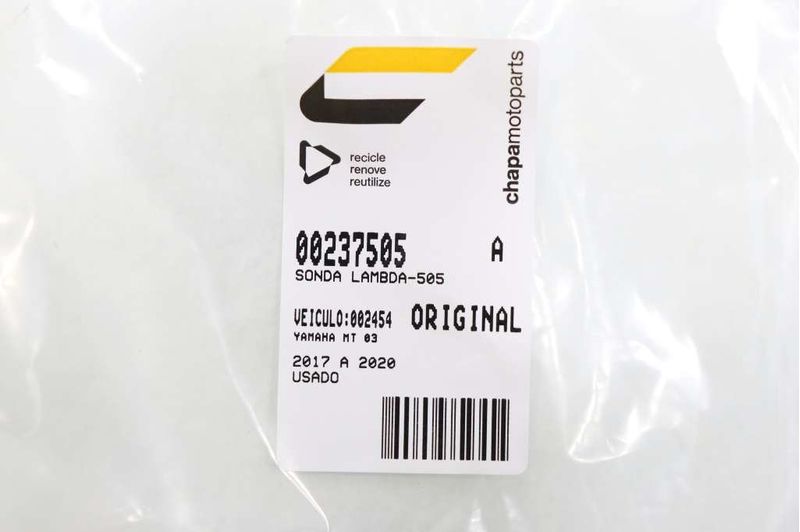 chapamotoparts
recicle
renove
reutilize
00237505 A
SONDA LAMBDA-505
VEICULO:002454 ORIGINAL
YAMAHA MT 03
2017 A 2020
USADO